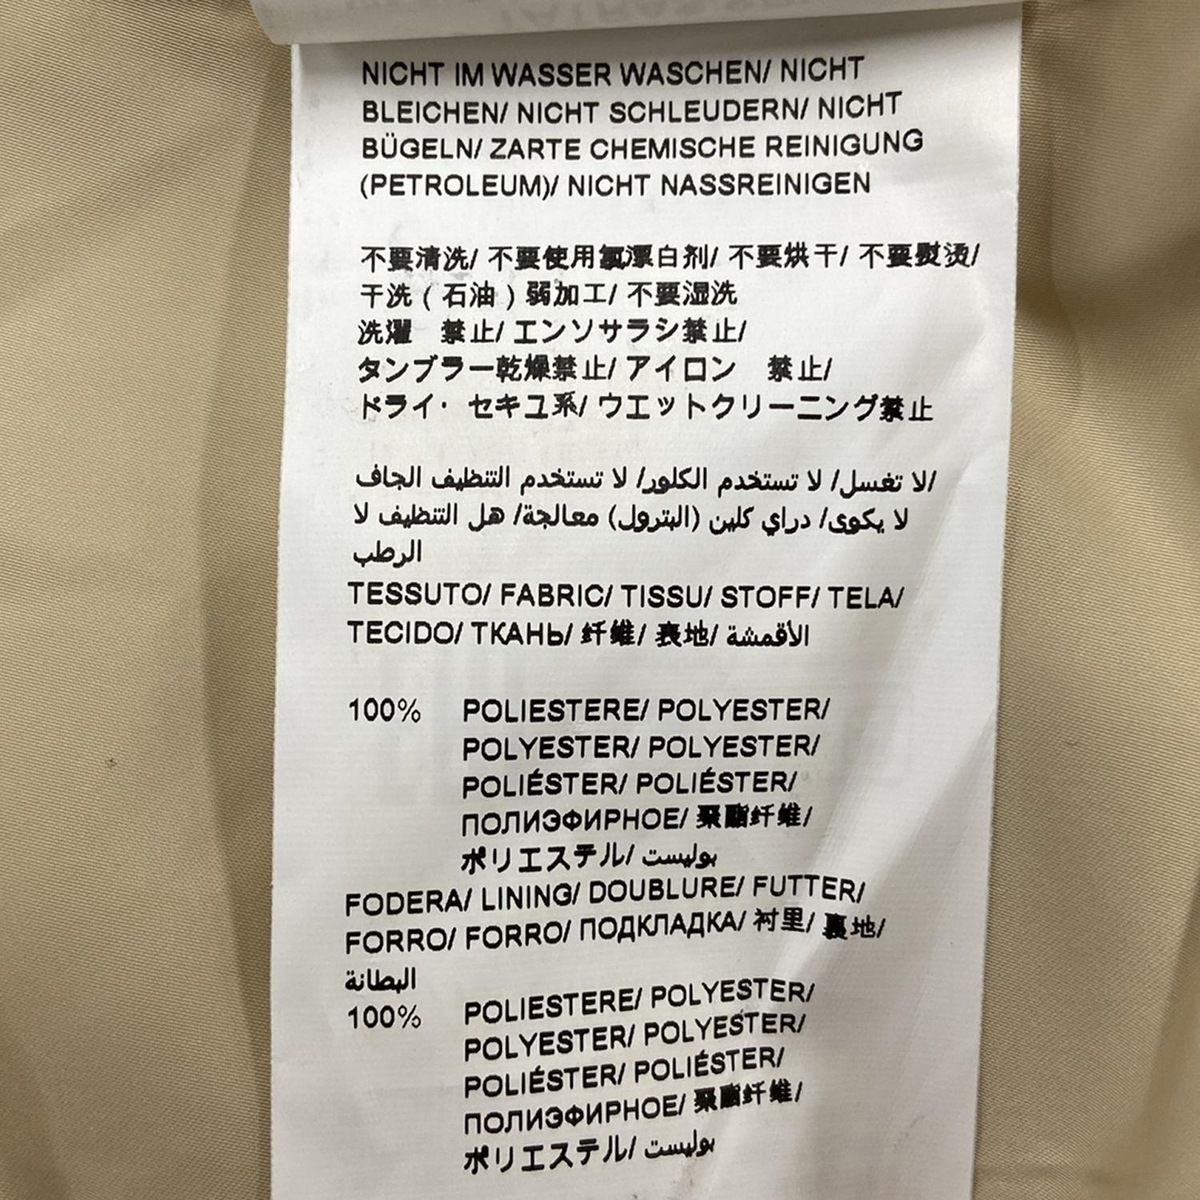 NICHT IM WASSER WASCHEN/ NICHT
BLEICHEN/ NICHT SCHLEUDERN/ NICHT
BÜGELN/ ZARTE CHEMISCHE REINIGUNG
(PETROLEUM)/ NICHT NASSREINIGEN
不要清洗/ 不要使用氯漂白剂/ 不要烘干/ 不要熨烫/
干洗（石油）弱加工/ 不要湿洗
洗濯　禁止/ エンソサラシ禁止/
タンブラー乾燥禁止/ アイロン　禁止/
ドライ・セキユ系/ ウエットクリーニング禁止
لا تغسل/ لا تستخدم الكلور/ لا تستخدم التنظيف الجاف/
لا يكوى/ دراي كلين (البترول) معالجة/ هل التنظيف لا
الرطب
TESSUTO/ FABRIC/ TISSU/ STOFF/ TELA/
TECIDO/ ТКАНЬ/ 纤维/ 表地/ الأقمشة
100% POLIESTERE/ POLYESTER/
POLYESTER/ POLYESTER/
POLIÉSTER/ POLIÉSTER/
ПОЛИЭФИРНОЕ/ 聚酯纤维/
ポリエステル/ بوليست
FODERA/ LINING/ DOUBLURE/ FUTTER/
FORRO/ FORRO/ ПОДКЛАДКА/ 衬里/ 裏地/
البطانة
100% POLIESTERE/ POLYESTER/
POLYESTER/ POLYESTER/
POLIÉSTER/ POLIÉSTER/
ПОЛИЭФИРНОЕ/ 聚酯纤维/
ポリエステル/ بوليست